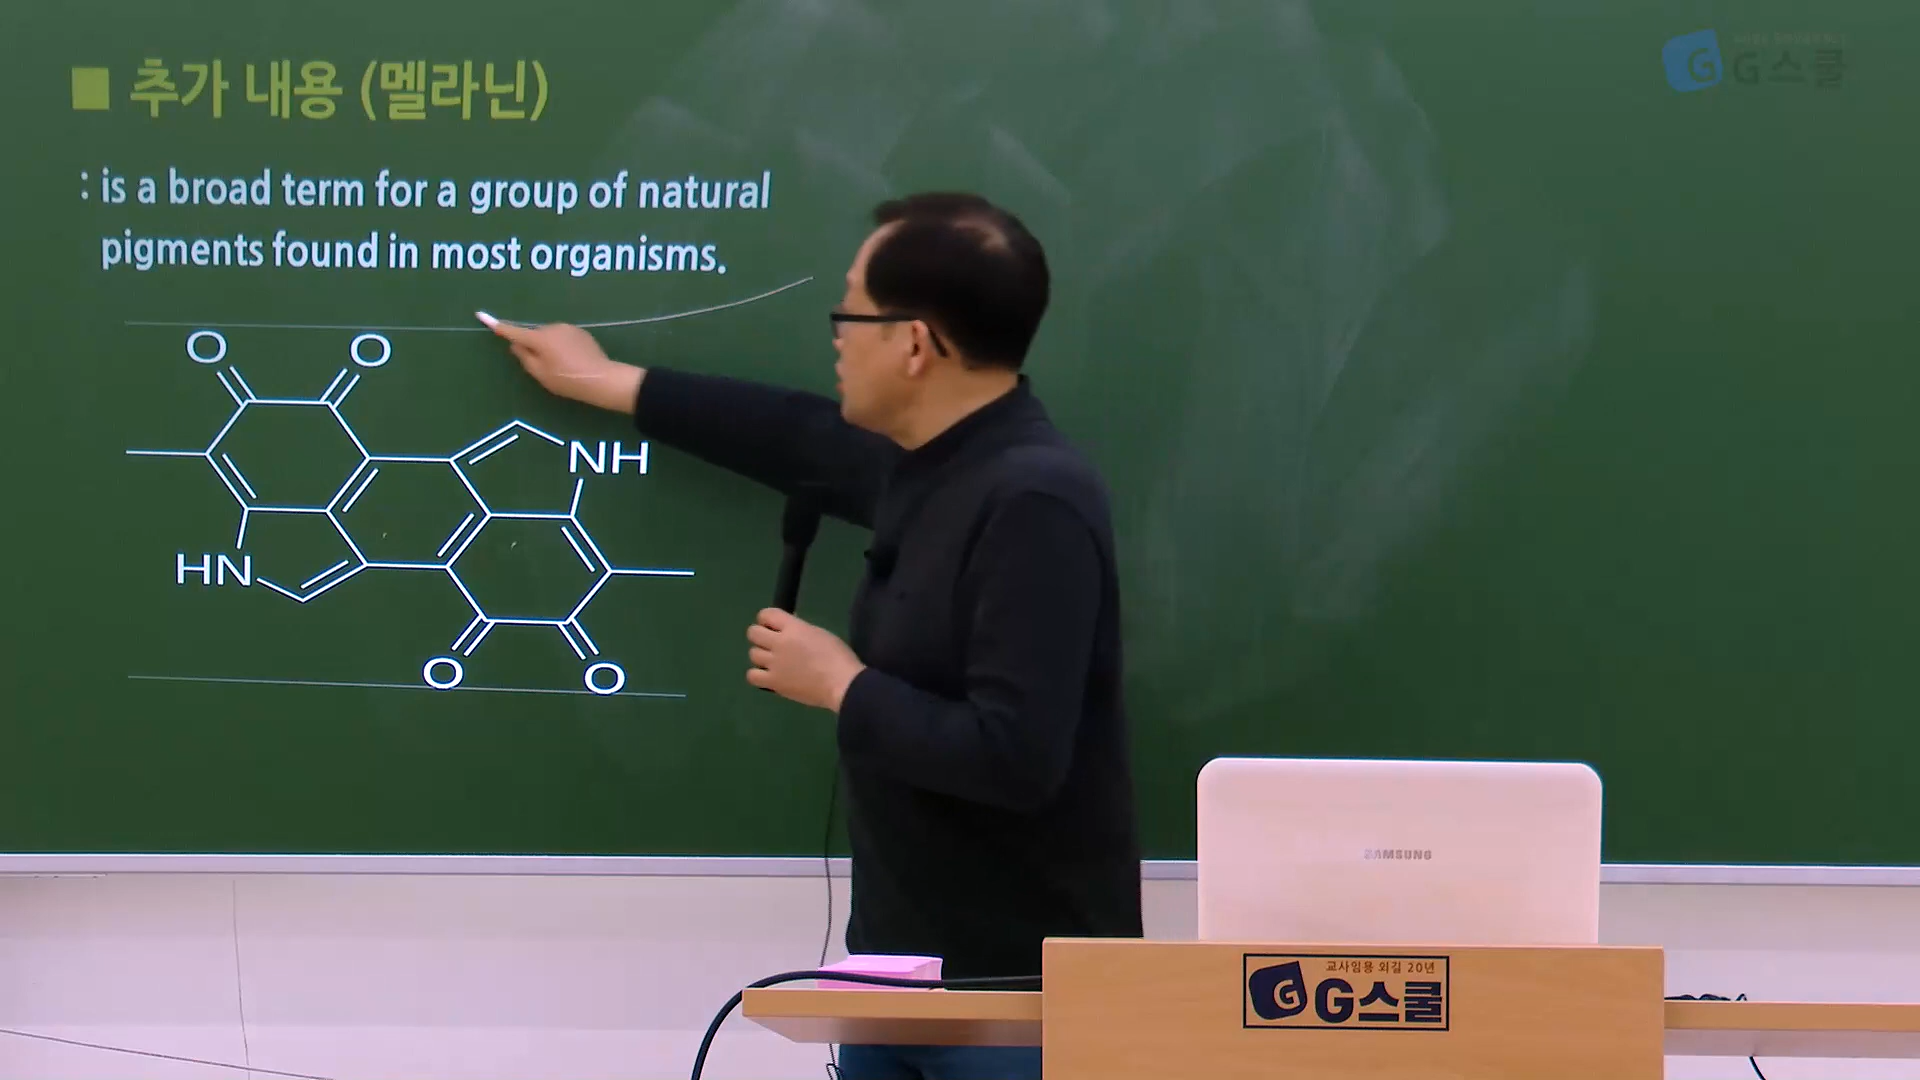 ■ 추가 내용 (멜라닌)
: is a broad term for a group of natural
pigments found in most organisms.
O
O
NH
HN
O
O
G G스쿨
SAMSUNG
교사임용 외길 20년
G G스쿨